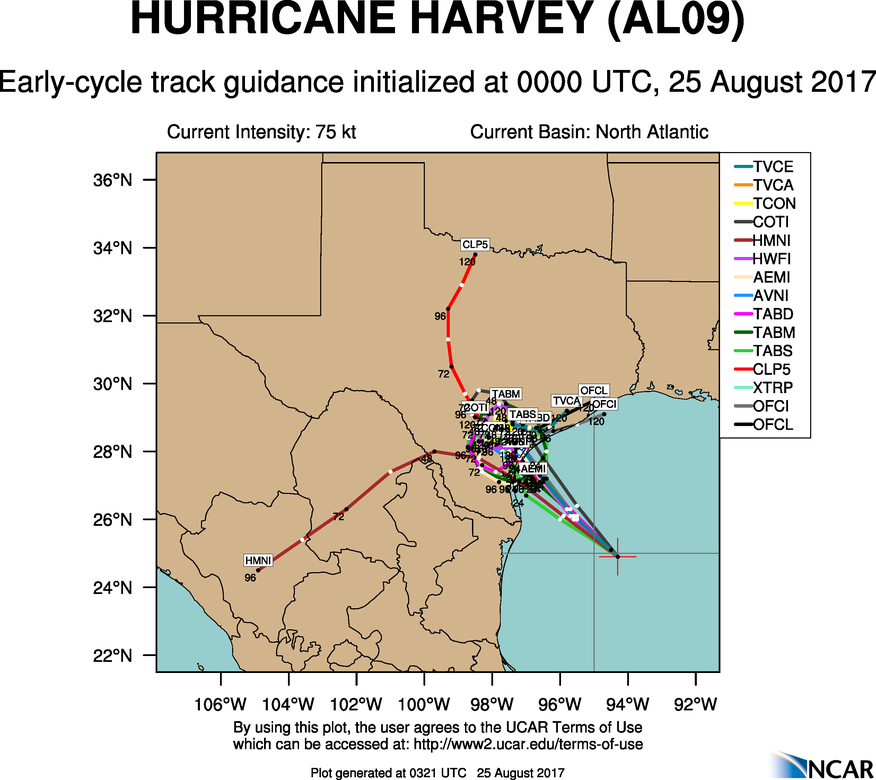 HURRICANE HARVEY (AL09)
Early-cycle track guidance initialized at 0000 UTC, 25 August 2017
Current Intensity: 75 kt
Current Basin: North Atlantic
36°N
34°N
32°N
30°N
28°N
26°N
24°N
22°N
106°W
104°W
102°W
100°W
98°W
96°W
94°W
92°W
CLP5
120
96
72
TABM
OFCL
TVCA
OFCI
120
TABS
AEMI
48
72
HMNI
96
72
96
24
TVCE
TVCA
TCON
COTI
HMNI
HWFI
AEMI
AVNI
TABD
TABM
TABS
CLP5
XTRP
OFCI
OFCL
By using this plot, the user agrees to the UCAR Terms of Use
which can be accessed at: http://www2.ucar.edu/terms-of-use
Plot generated at 0321 UTC 25 August 2017
NCAR